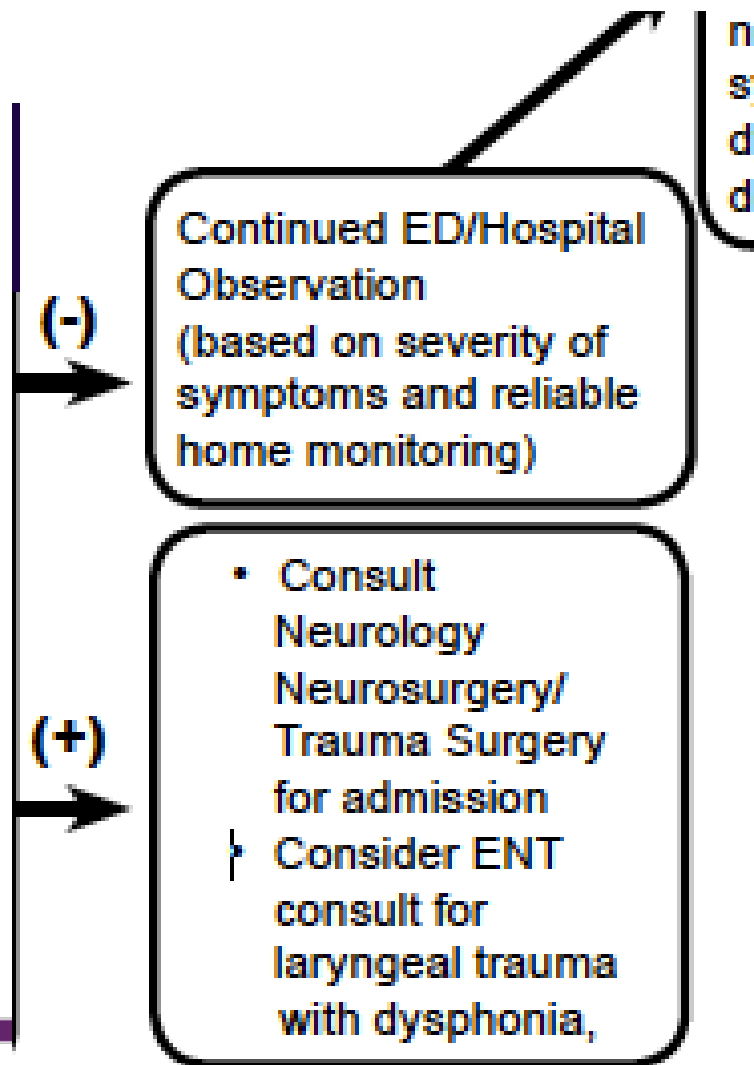 n
sy
d
d
Continued ED/Hospital
Observation
(based on severity of
symptoms and reliable
home monitoring)
(-)
• Consult
Neurology
Neurosurgery/
Trauma Surgery
for admission
Consider ENT
consult for
laryngeal trauma
with dysphonia,
(+)